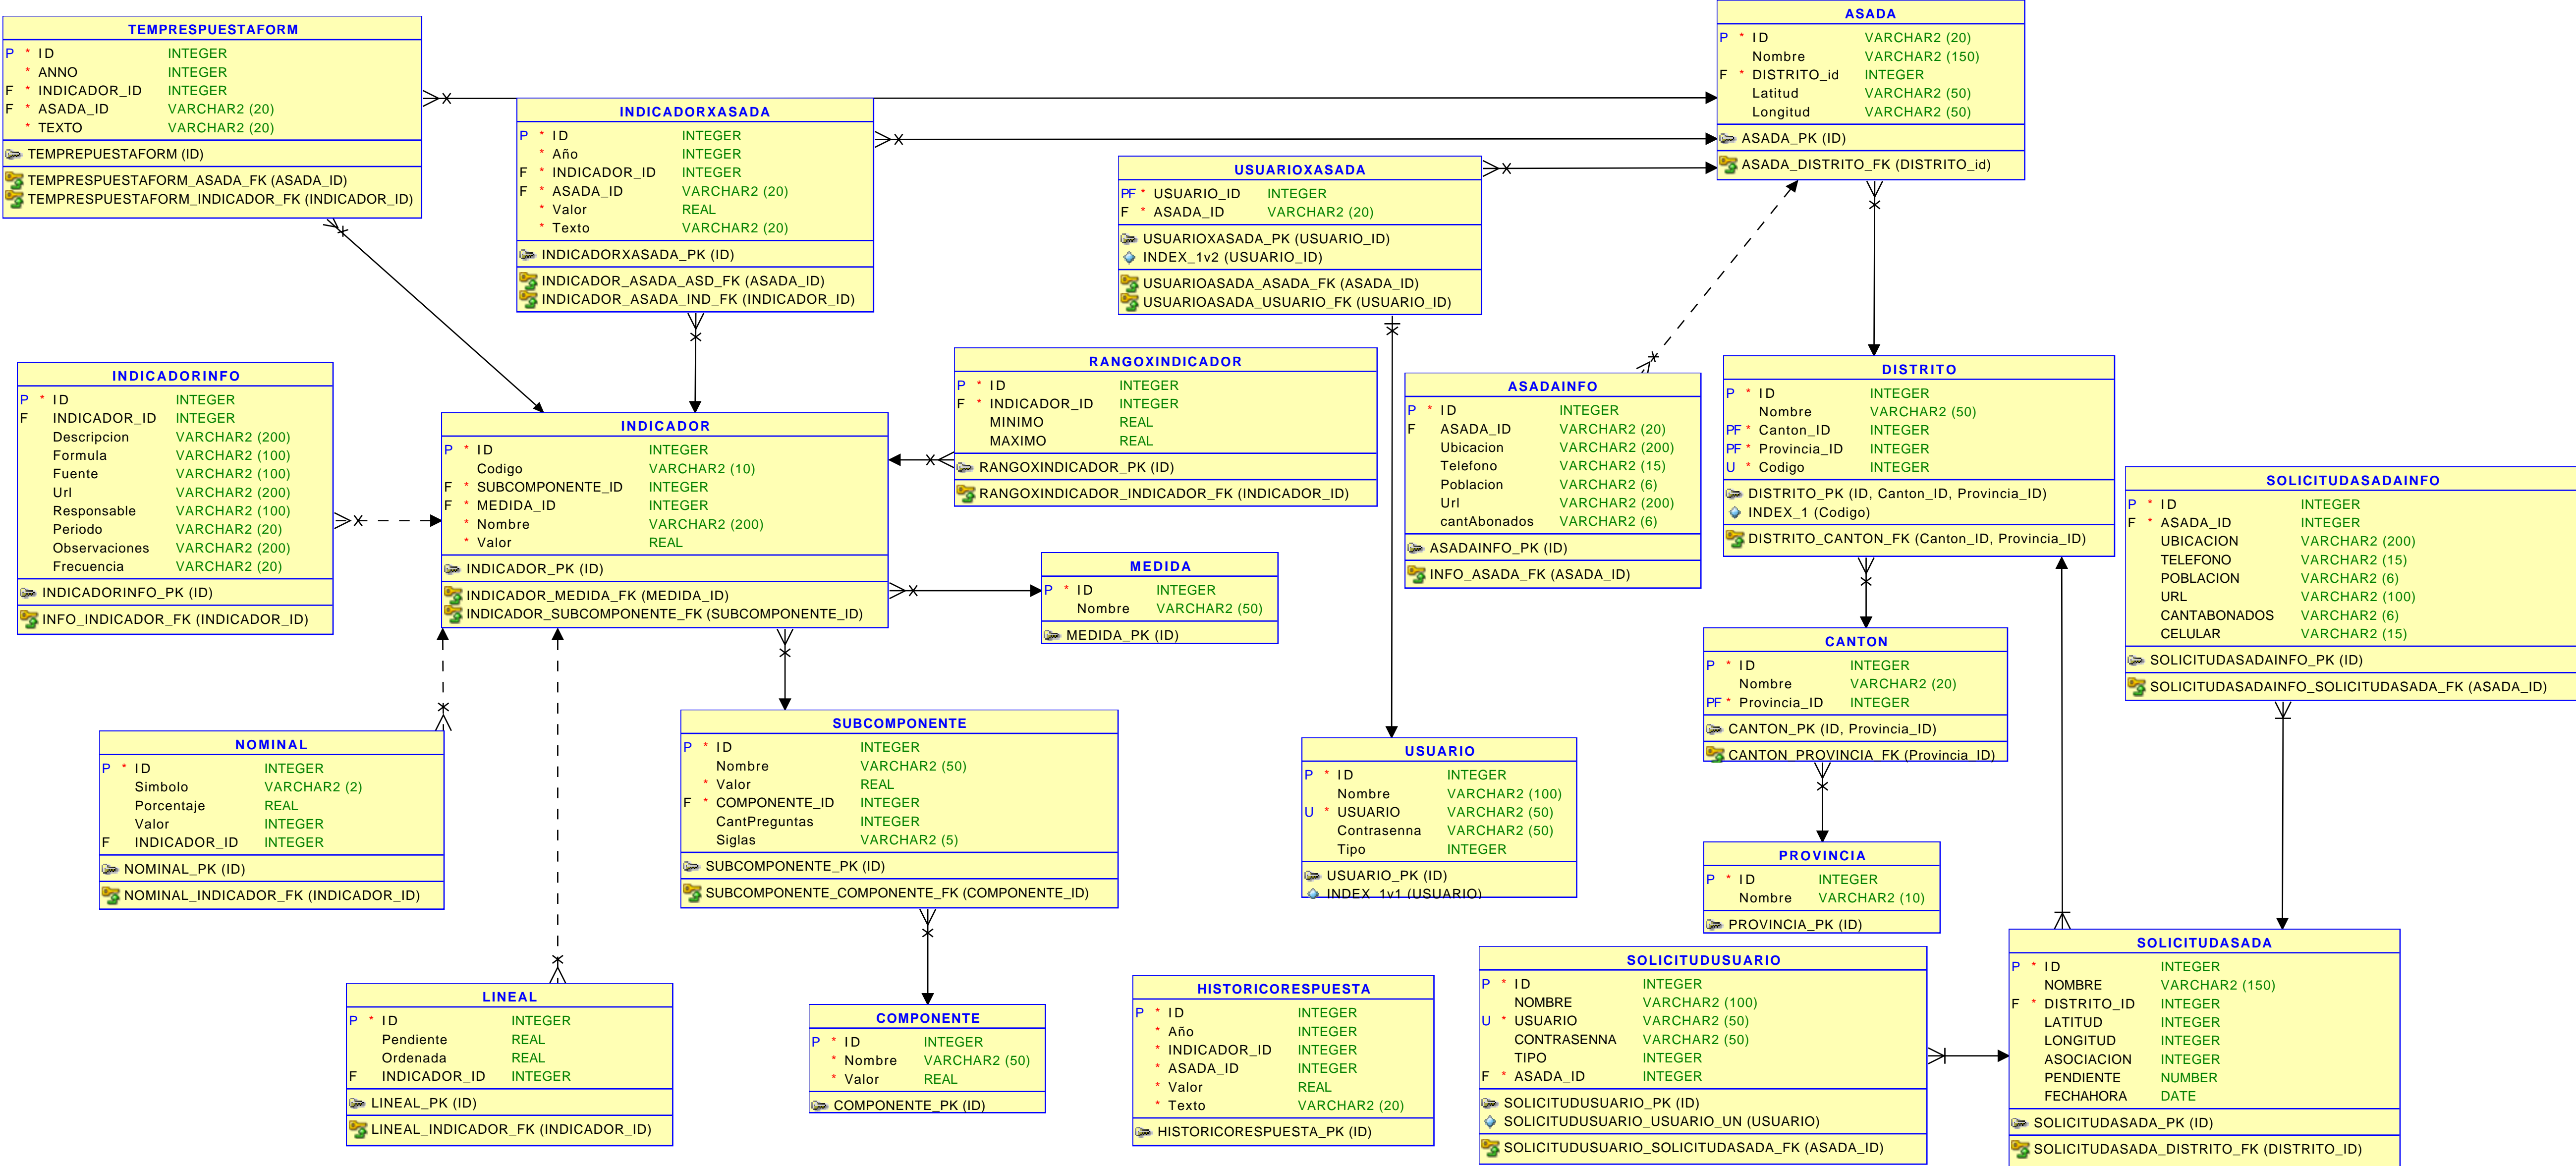 TEMPRESPUESTAFORM
P * ID INTEGER
* ANNO INTEGER
F * INDICADOR_ID INTEGER
F * ASADA_ID VARCHAR2 (20)
* TEXTO VARCHAR2 (20)
TEMPREPUESTAFORM (ID)
TEMPRESPUESTAFORM_ASADA_FK (ASADA_ID)
TEMPRESPUESTAFORM_INDICADOR_FK (INDICADOR_ID)
INDICADORXASADA
P * ID INTEGER
* Año INTEGER
F * INDICADOR_ID INTEGER
F * ASADA_ID VARCHAR2 (20)
* Valor REAL
* Texto VARCHAR2 (20)
INDICADORXASADA_PK (ID)
INDICADOR_ASADA_ASD_FK (ASADA_ID)
INDICADOR_ASADA_IND_FK (INDICADOR_ID)
USUARIOXASADA
PF * USUARIO_ID INTEGER
F * ASADA_ID VARCHAR2 (20)
USUARIOXASADA_PK (USUARIO_ID)
INDEX_1v2 (USUARIO_ID)
USUARIOASADA_ASADA_FK (ASADA_ID)
USUARIOASADA_USUARIO_FK (USUARIO_ID)
ASADA
P * ID VARCHAR2 (20)
Nombre VARCHAR2 (150)
F * DISTRITO_id INTEGER
Latitud VARCHAR2 (50)
Longitud VARCHAR2 (50)
ASADA_PK (ID)
ASADA_DISTRITO_FK (DISTRITO_id)
INDICADORINFO
P * ID INTEGER
F INDICADOR_ID INTEGER
Descripcion VARCHAR2 (200)
Formula VARCHAR2 (100)
Fuente VARCHAR2 (100)
Url VARCHAR2 (200)
Responsable VARCHAR2 (100)
Periodo VARCHAR2 (20)
Observaciones VARCHAR2 (200)
Frecuencia VARCHAR2 (20)
INDICADORINFO_PK (ID)
INFO_INDICADOR_FK (INDICADOR_ID)
INDICADOR
P * ID INTEGER
Codigo VARCHAR2 (10)
F * SUBCOMPONENTE_ID INTEGER
F * MEDIDA_ID INTEGER
* Nombre VARCHAR2 (200)
* Valor REAL
INDICADOR_PK (ID)
INDICADOR_MEDIDA_FK (MEDIDA_ID)
INDICADOR_SUBCOMPONENTE_FK (SUBCOMPONENTE_ID)
RANGOXINDICADOR
P * ID INTEGER
F * INDICADOR_ID INTEGER
MINIMO REAL
MAXIMO REAL
RANGOXINDICADOR_PK (ID)
RANGOXINDICADOR_INDICADOR_FK (INDICADOR_ID)
MEDIDA
P * ID INTEGER
Nombre VARCHAR2 (50)
MEDIDA_PK (ID)
ASADAINFO
P * ID INTEGER
F ASADA_ID VARCHAR2 (20)
Ubicacion VARCHAR2 (200)
Telefono VARCHAR2 (15)
Poblacion VARCHAR2 (6)
Url VARCHAR2 (200)
cantAbonados VARCHAR2 (6)
ASADAINFO_PK (ID)
INFO_ASADA_FK (ASADA_ID)
DISTRITO
P * ID INTEGER
Nombre VARCHAR2 (50)
PF * Canton_ID INTEGER
PF * Provincia_ID INTEGER
U * Codigo INTEGER
DISTRITO_PK (ID, Canton_ID, Provincia_ID)
INDEX_1 (Codigo)
DISTRITO_CANTON_FK (Canton_ID, Provincia_ID)
SOLICITUDASADAINFO
P * ID INTEGER
F * ASADA_ID INTEGER
UBICACION VARCHAR2 (200)
TELEFONO VARCHAR2 (15)
POBLACION VARCHAR2 (6)
URL VARCHAR2 (100)
CANTABONADOS VARCHAR2 (6)
CELULAR VARCHAR2 (15)
SOLICITUDASADAINFO_PK (ID)
SOLICITUDASADAINFO_SOLICITUDASADA_FK (ASADA_ID)
CANTON
P * ID INTEGER
Nombre VARCHAR2 (20)
PF * Provincia_ID INTEGER
CANTON_PK (ID, Provincia_ID)
CANTON_PROVINCIA_FK (Provincia_ID)
NOMINAL
P * ID INTEGER
Simbolo VARCHAR2 (2)
Porcentaje REAL
Valor INTEGER
F INDICADOR_ID INTEGER
NOMINAL_PK (ID)
NOMINAL_INDICADOR_FK (INDICADOR_ID)
SUBCOMPONENTE
P * ID INTEGER
Nombre VARCHAR2 (50)
* Valor REAL
F * COMPONENTE_ID INTEGER
CantPreguntas INTEGER
Siglas VARCHAR2 (5)
SUBCOMPONENTE_PK (ID)
SUBCOMPONENTE_COMPONENTE_FK (COMPONENTE_ID)
USUARIO
P * ID INTEGER
Nombre VARCHAR2 (100)
U * USUARIO VARCHAR2 (50)
Contrasenna VARCHAR2 (50)
Tipo INTEGER
USUARIO_PK (ID)
INDEX_1v1 (USUARIO)
PROVINCIA
P * ID INTEGER
Nombre VARCHAR2 (10)
PROVINCIA_PK (ID)
LINEAL
P * ID INTEGER
Pendiente REAL
Ordenada REAL
F INDICADOR_ID INTEGER
LINEAL_PK (ID)
LINEAL_INDICADOR_FK (INDICADOR_ID)
COMPONENTE
P * ID INTEGER
* Nombre VARCHAR2 (50)
* Valor REAL
COMPONENTE_PK (ID)
HISTORICORESPUESTA
P * ID INTEGER
* Año INTEGER
* INDICADOR_ID INTEGER
* ASADA_ID INTEGER
* Valor REAL
* Texto VARCHAR2 (20)
HISTORICORESPUESTA_PK (ID)
SOLICITUDUSUARIO
P * ID INTEGER
NOMBRE VARCHAR2 (100)
U * USUARIO VARCHAR2 (50)
CONTRASENNA VARCHAR2 (50)
TIPO INTEGER
F * ASADA_ID INTEGER
SOLICITUDUSUARIO_PK (ID)
SOLICITUDUSUARIO_USUARIO_UN (USUARIO)
SOLICITUDUSUARIO_SOLICITUDASADA_FK (ASADA_ID)
SOLICITUDASADA
P * ID INTEGER
NOMBRE VARCHAR2 (150)
F * DISTRITO_ID INTEGER
LATITUD INTEGER
LONGITUD INTEGER
ASOCIACION INTEGER
PENDIENTE NUMBER
FECHAHORA DATE
SOLICITUDASADA_PK (ID)
SOLICITUDASADA_DISTRITO_FK (DISTRITO_ID)